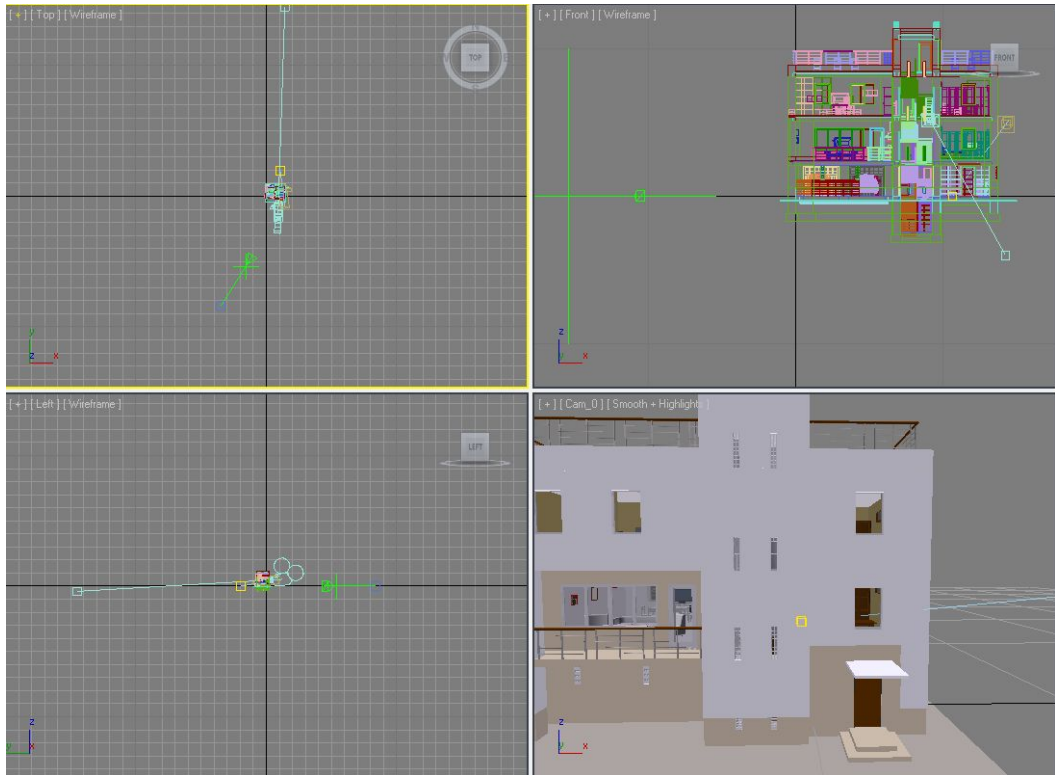 [ + ] [ Top ] [ Wireframe ]
TOP
y
z x
[ + ] [ Front ] [ Wireframe ]
FRONT
z
y x
[ + ] [ Left ] [ Wireframe ]
LEFT
z
y x
[ + ] [ Cam_0 ] [ Smooth + Highlights ]
z
x